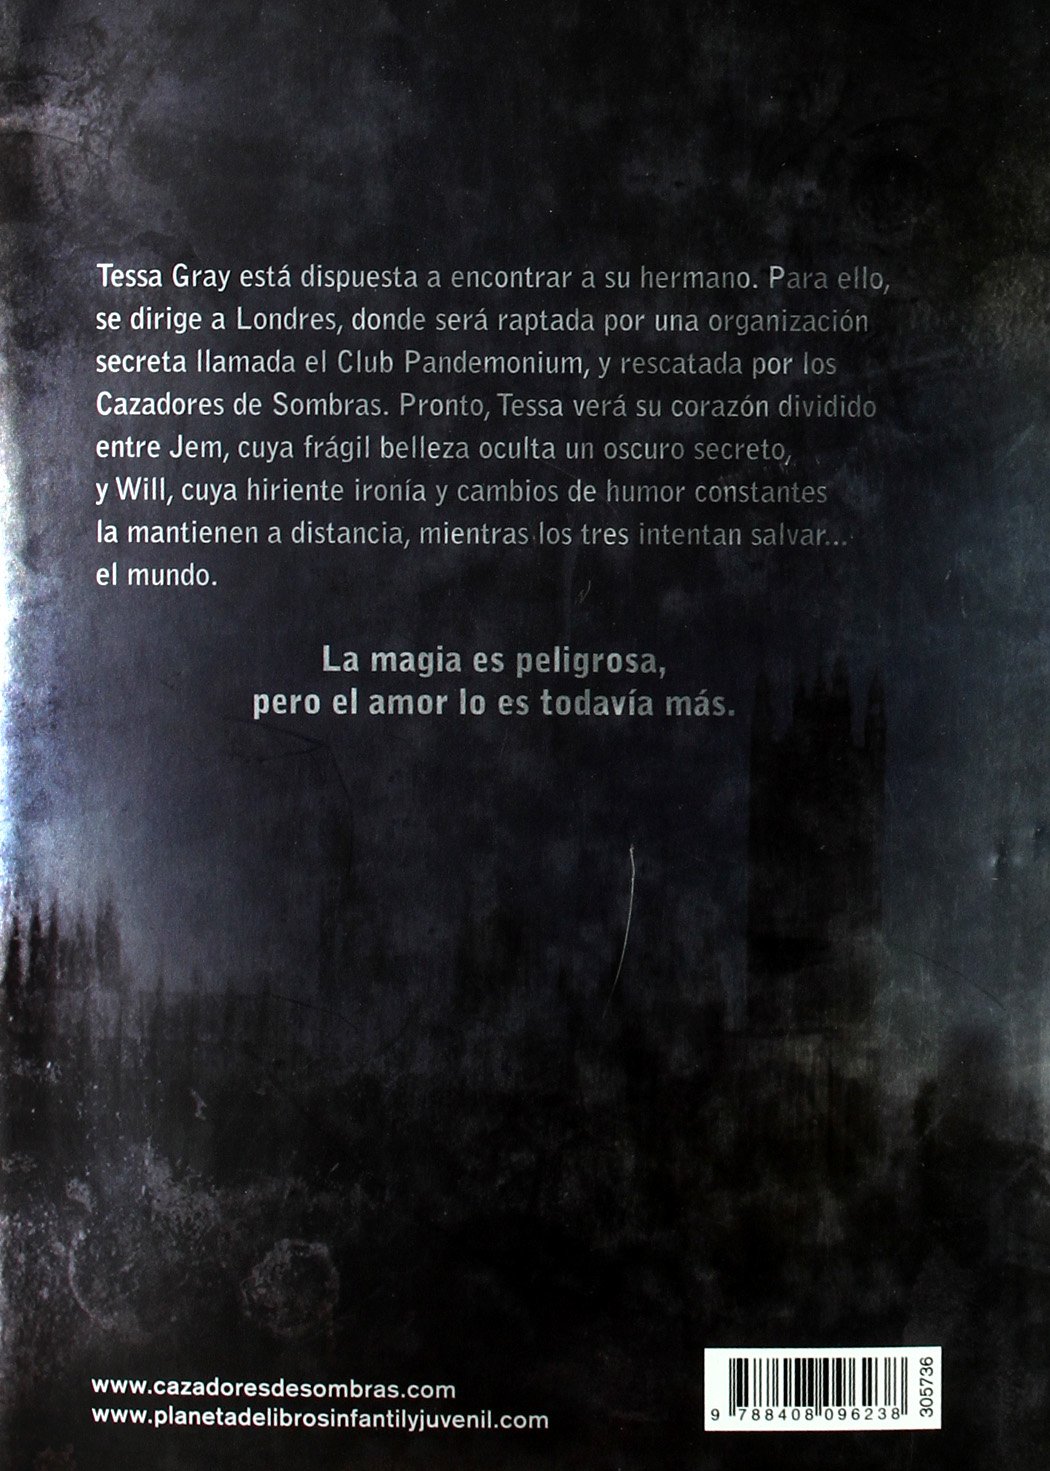 Tessa Gray está dispuesta a encontrar a su hermano. Para ello,
se dirige a Londres, donde será raptada por una organización
secreta llamada el Club Pandemonium, y rescatada por los
Cazadores de Sombras. Pronto, Tessa verá su corazón dividido
entre Jem, cuya frágil belleza oculta un oscuro secreto,
y Will, cuya hiriente ironía y cambios de humor constantes
la mantienen a distancia, mientras los tres intentan salvar...
el mundo.
La magia es peligrosa,
pero el amor lo es todavía más.
www.cazadoresdesombras.com
www.planetadelibrosinfantilyjuvenil.com
9 788408 096238
305736